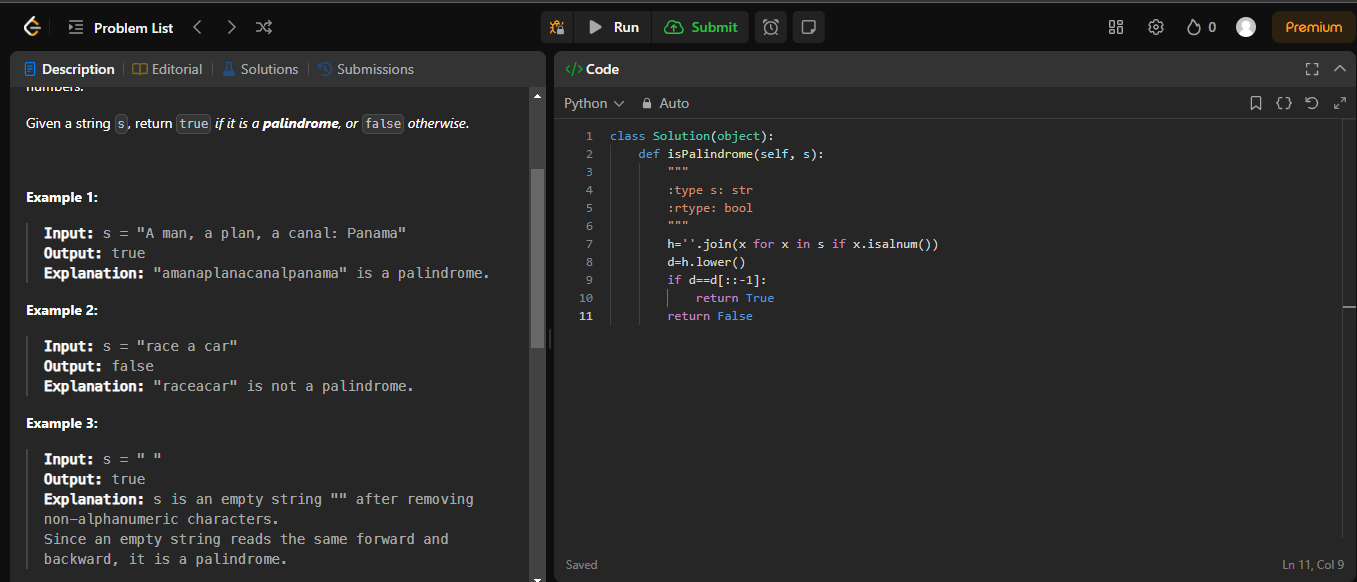 Problem List
Run
Submit
0
Premium
Description
Editorial
Solutions
Submissions
numbers.
Given a string s, return true if it is a palindrome, or false otherwise.
Example 1:
Input: s = "A man, a plan, a canal: Panama"
Output: true
Explanation: "amanaplanacanalpanama" is a palindrome.
Example 2:
Input: s = "race a car"
Output: false
Explanation: "raceacar" is not a palindrome.
Example 3:
Input: s = " "
Output: true
Explanation: s is an empty string "" after removing
non-alphanumeric characters.
Since an empty string reads the same forward and
backward, it is a palindrome.
</> Code
Python
Auto
1 class Solution(object):
2     def isPalindrome(self, s):
3         """
4         :type s: str
5         :rtype: bool
6         """
7         h=''.join(x for x in s if x.isalnum())
8         d=h.lower()
9         if d==d[::-1]:
10             return True
11         return False
Saved
Ln 11, Col 9